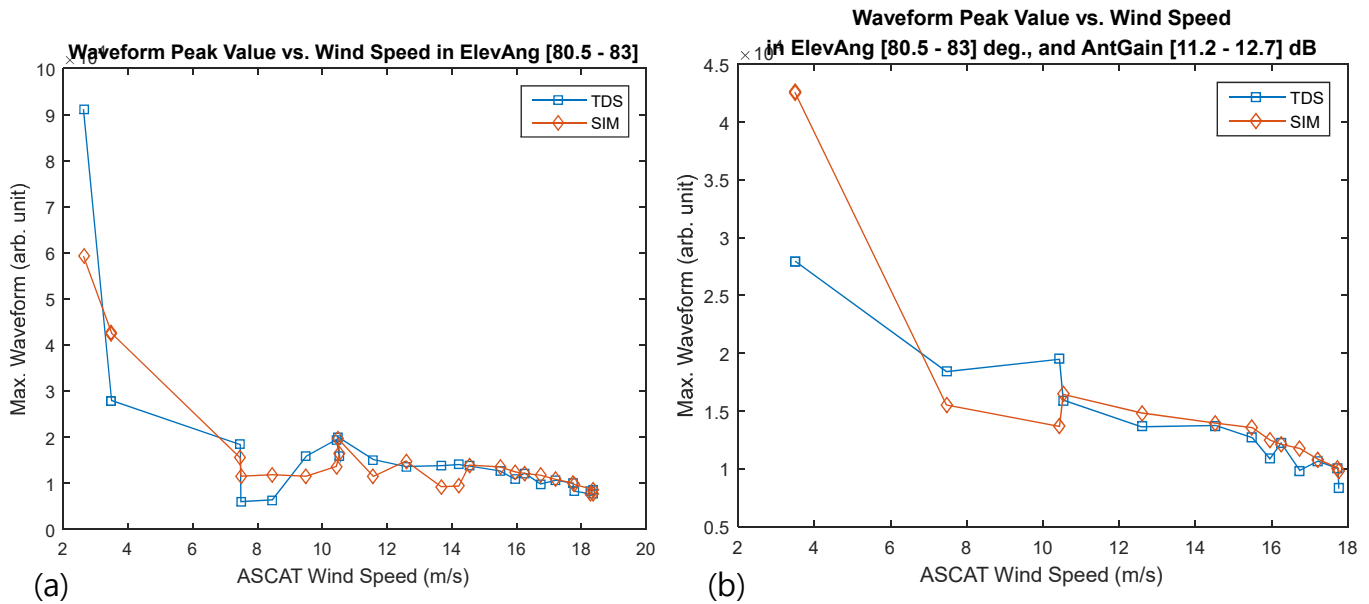 Waveform Peak Value vs. Wind Speed in ElevAng [80.5 - 83]
× 10⁴
10
9
8
7
6
5
4
3
2
1
0
Max. Waveform (arb. unit)
TDS
SIM
2 4 6 8 10 12 14 16 18 20
ASCAT Wind Speed (m/s)
(a)
Waveform Peak Value vs. Wind Speed
in ElevAng [80.5 - 83] deg., and AntGain [11.2 - 12.7] dB
× 10⁴
4.5
4
3.5
3
2.5
2
1.5
1
0.5
Max. Waveform (arb. unit)
TDS
SIM
2 4 6 8 10 12 14 16 18
ASCAT Wind Speed (m/s)
(b)